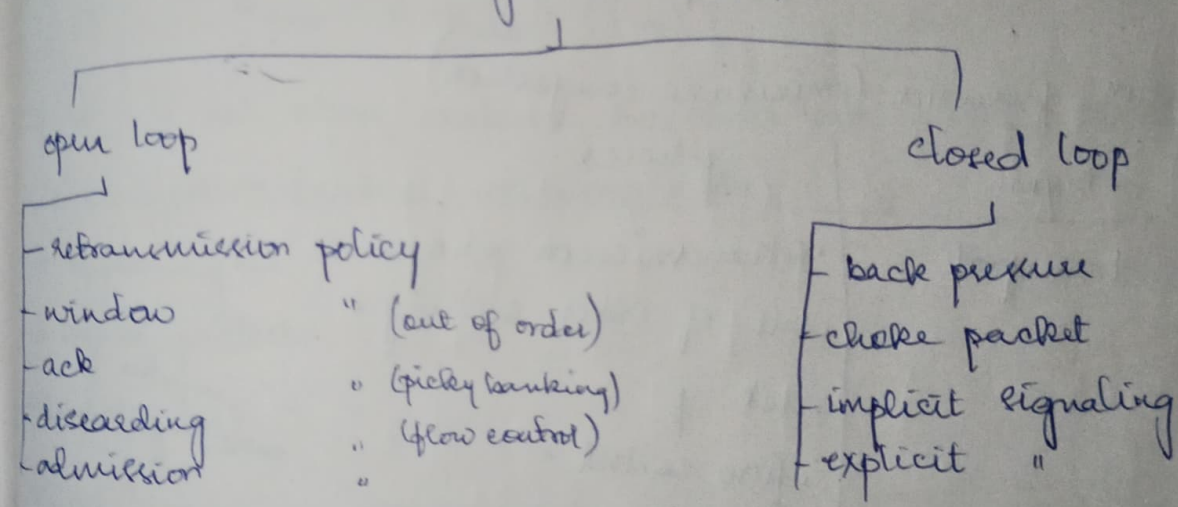 open loop
retransmission policy
window " (out of order)
ack " (picky banking)
discarding " (flow control)
admission "
closed loop
back pressure
choke packet
implicit signaling
explicit "